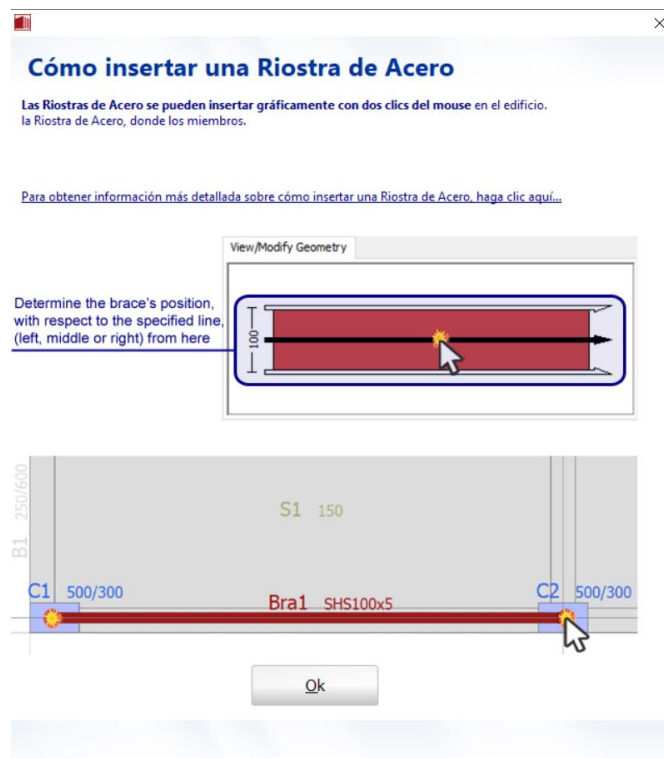 Cómo insertar una Riostra de Acero
Las Riostras de Acero se pueden insertar gráficamente con dos clics del mouse en el edificio.
la Riostra de Acero, donde los miembros.
Para obtener información más detallada sobre cómo insertar una Riostra de Acero, haga clic aquí...
View/Modify Geometry
Determine the brace's position,
with respect to the specified line,
(left, middle or right) from here
100
B1 250/600
S1 150
C1 500/300
Bra1 SHS100x5
C2 500/300
Ok